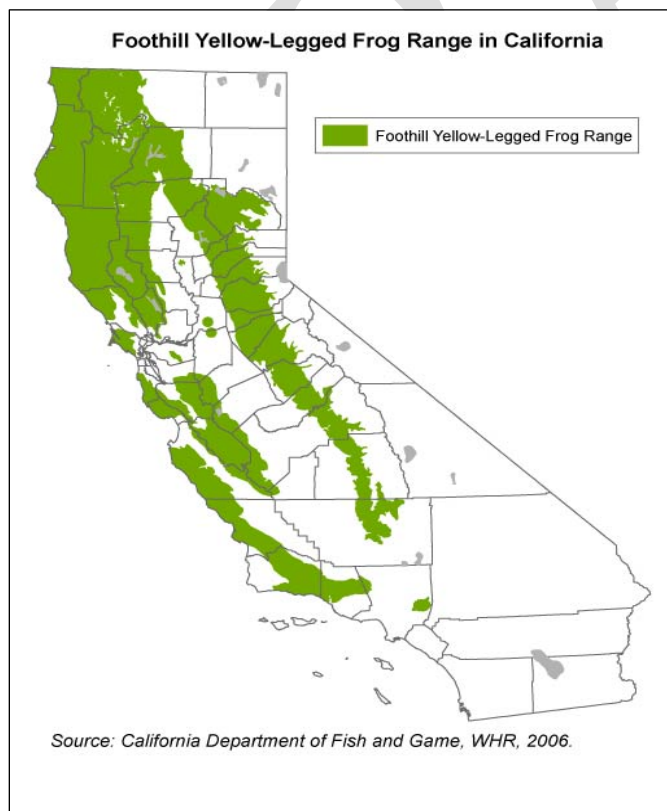 Foothill Yellow-Legged Frog Range in California
Foothill Yellow-Legged Frog Range
Source: California Department of Fish and Game, WHR, 2006.